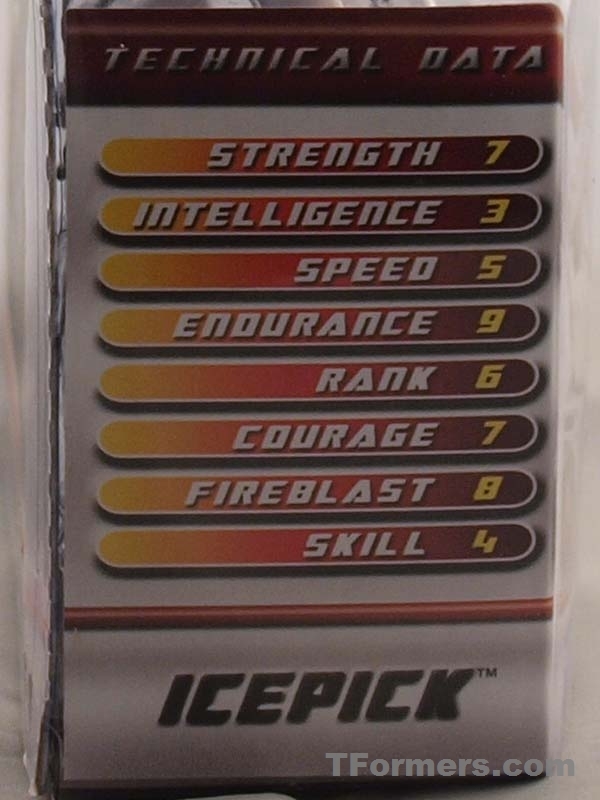 TECHNICAL DATA
STRENGTH 7
INTELLIGENCE 3
SPEED 5
ENDURANCE 9
RANK 6
COURAGE 7
FIREBLAST 8
SKILL 4
ICEPICK™
TFormers.com